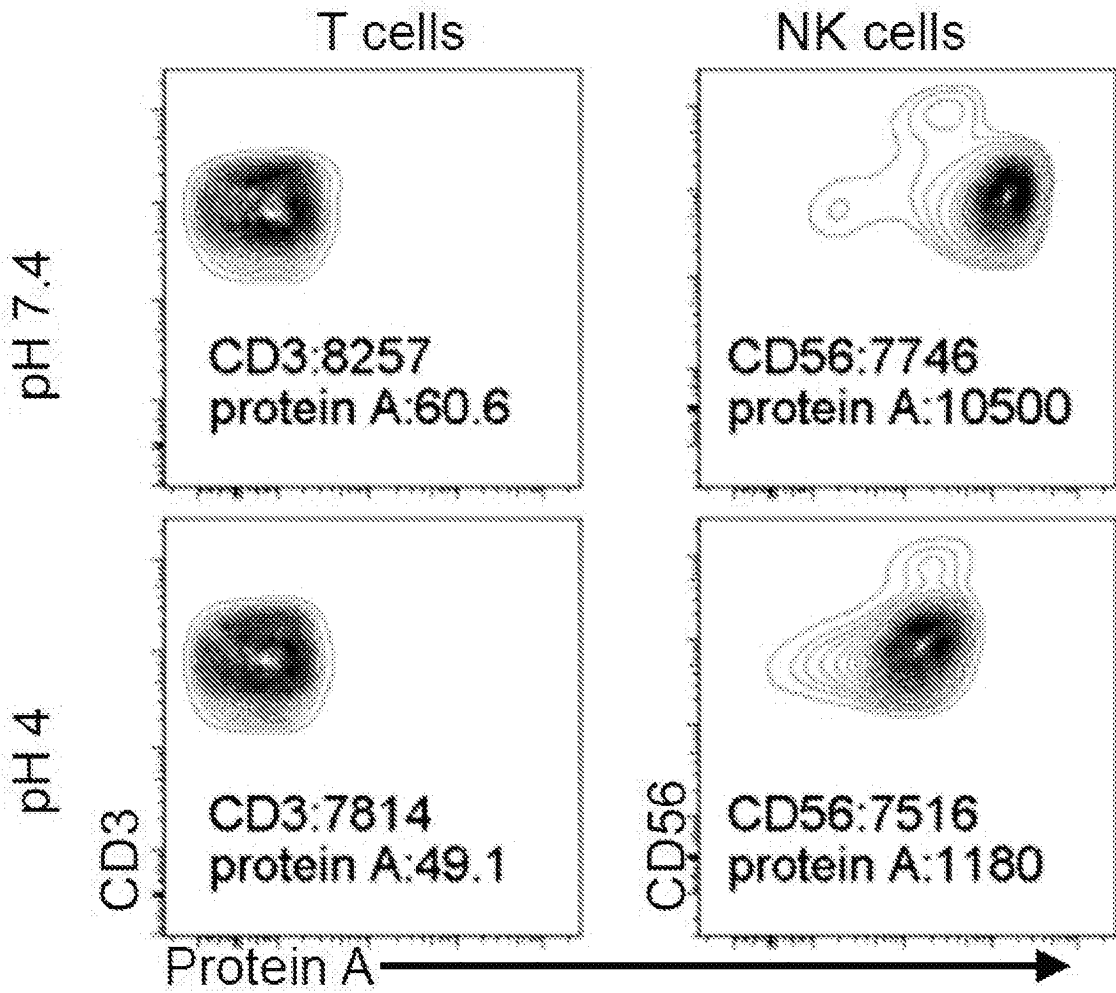 T cells
NK cells
pH 7.4
CD3:8257
protein A:60.6
CD56:7746
protein A:10500
pH 4
CD3
CD3:7814
protein A:49.1
CD56
CD56:7516
protein A:1180
Protein A